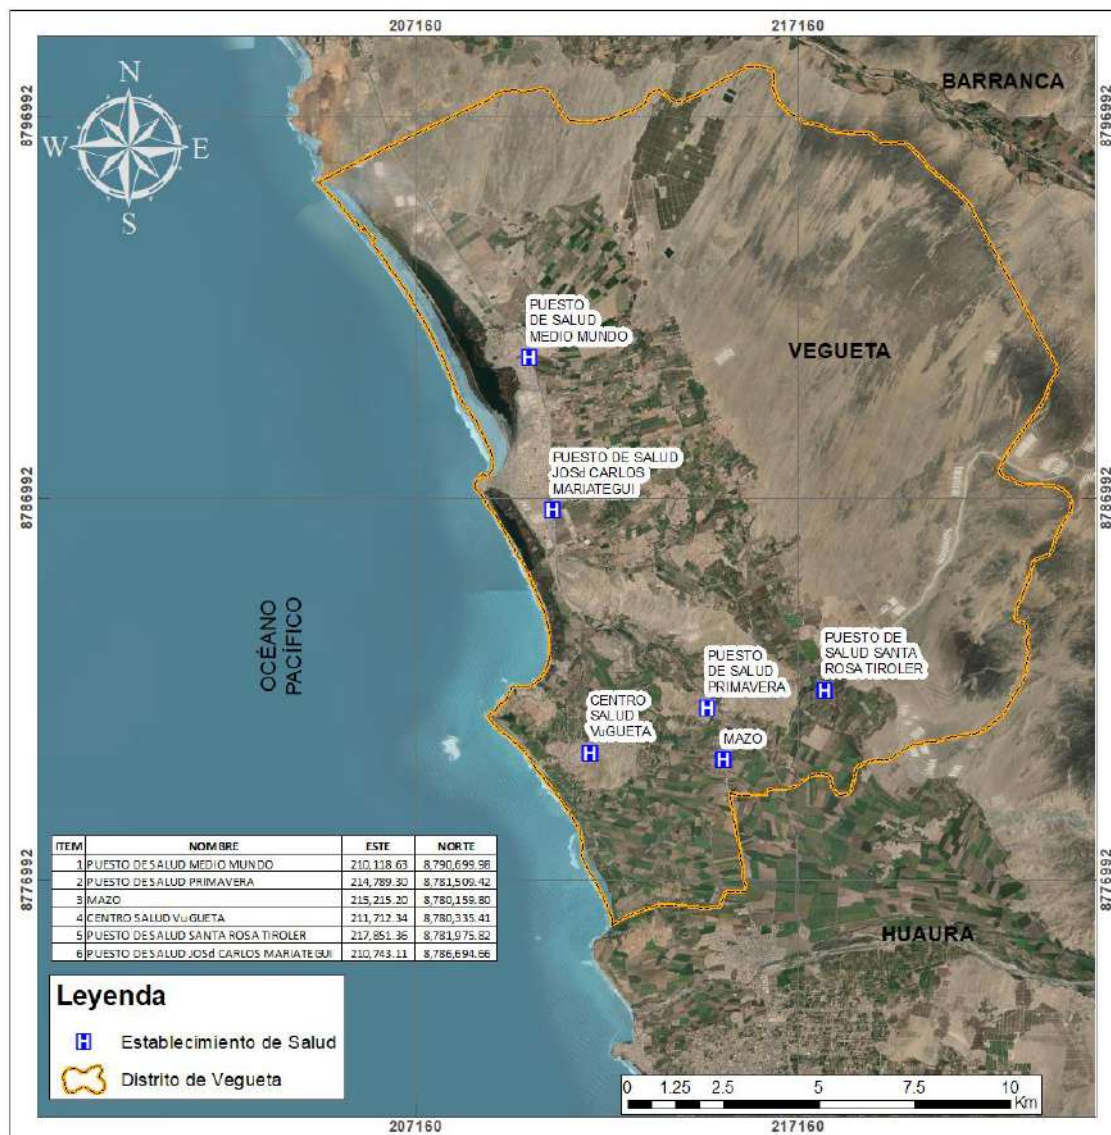 207160 217160
N
W E
S
BARRANCA
8796992 8796992
PUESTO
DE SALUD
MEDIO MUNDO
VEGUETA
PUESTO DE SALUD
JOSd CARLOS
MARIATEGUI
8786992 8786992
OCÉANO
PACÍFICO
PUESTO DE
SALUD SANTA
ROSA TIROLER
PUESTO
DE SALUD
PRIMAVERA
CENTRO
SALUD
VuGUETA
MAZO
H
H
H
H
H
H
ITEM NOMBRE ESTE NORTE
1 PUESTO DE SALUD MEDIO MUNDO 210,118.63 8,790,699.98
2 PUESTO DE SALUD PRIMAVERA 214,789.30 8,781,509.42
3 MAZO 215,215.20 8,780,159.80
4 CENTRO SALUD VuGUETA 211,712.34 8,780,335.41
5 PUESTO DE SALUD SANTA ROSA TIROLER 217,851.36 8,781,975.82
6 PUESTO DE SALUD JOSd CARLOS MARIATEGUI 210,743.11 8,786,694.66
8776992 8776992
HUAURA
Leyenda
H Establecimiento de Salud
Distrito de Vegueta
0 1.25 2.5 5 7.5 10
Km
207160 217160